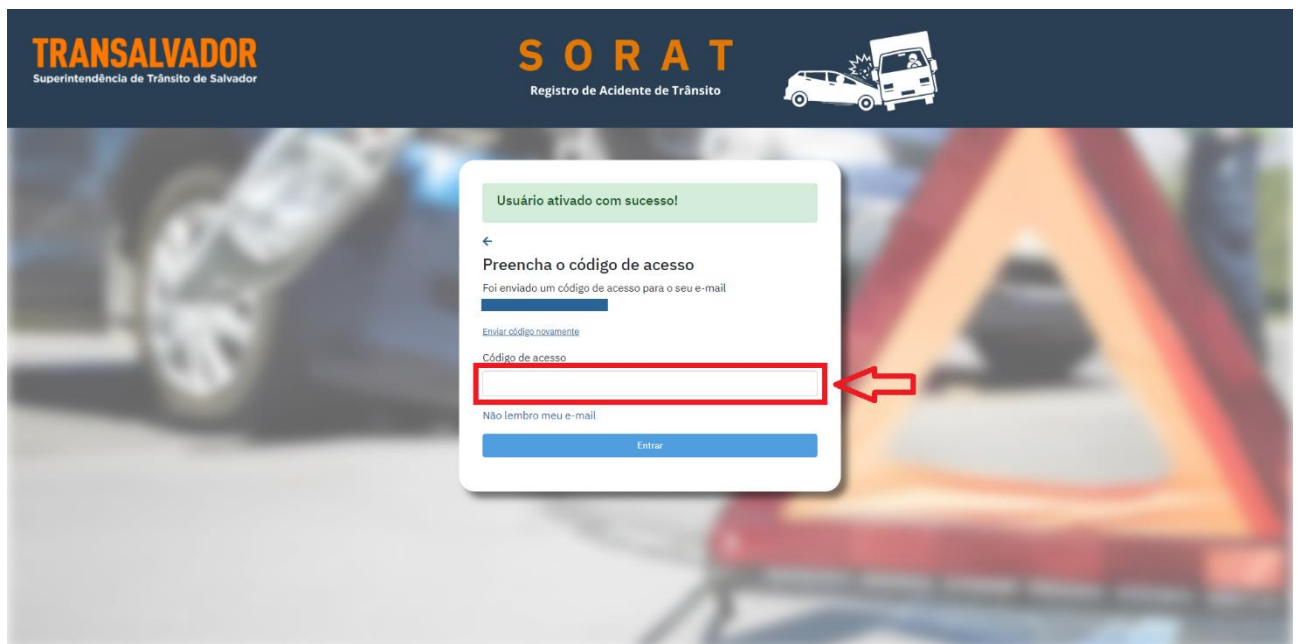 TRANSALVADOR
Superintendência de Trânsito de Salvador
SORAT
Registro de Acidente de Trânsito
Usuário ativado com sucesso!
Preencha o código de acesso
Foi enviado um código de acesso para o seu e-mail
Enviar código novamente
Código de acesso
Não lembro meu e-mail
Entrar